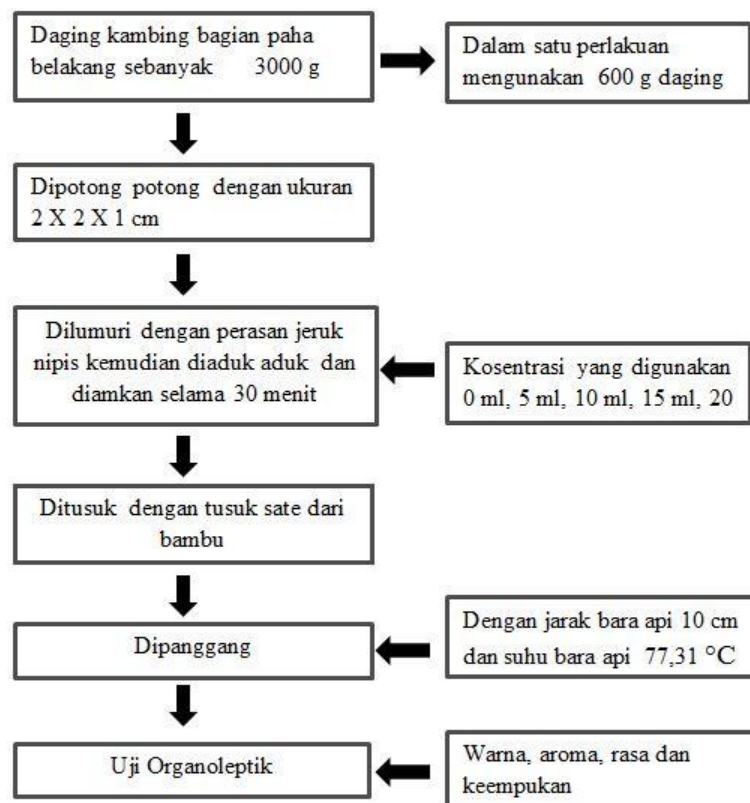 Daging kambing bagian paha
belakang sebanyak 3000 g
Dalam satu perlakuan
mengunakan 600 g daging
Dipotong potong dengan ukuran
2 X 2 X 1 cm
Dilumuri dengan perasan jeruk
nipis kemudian diaduk aduk dan
diamkan selama 30 menit
Kosentrasi yang digunakan
0 ml, 5 ml, 10 ml, 15 ml, 20
Ditusuk dengan tusuk sate dari
bambu
Dipanggang
Dengan jarak bara api 10 cm
dan suhu bara api 77,31 °C
Uji Organoleptik
Warna, aroma, rasa dan
keempukan